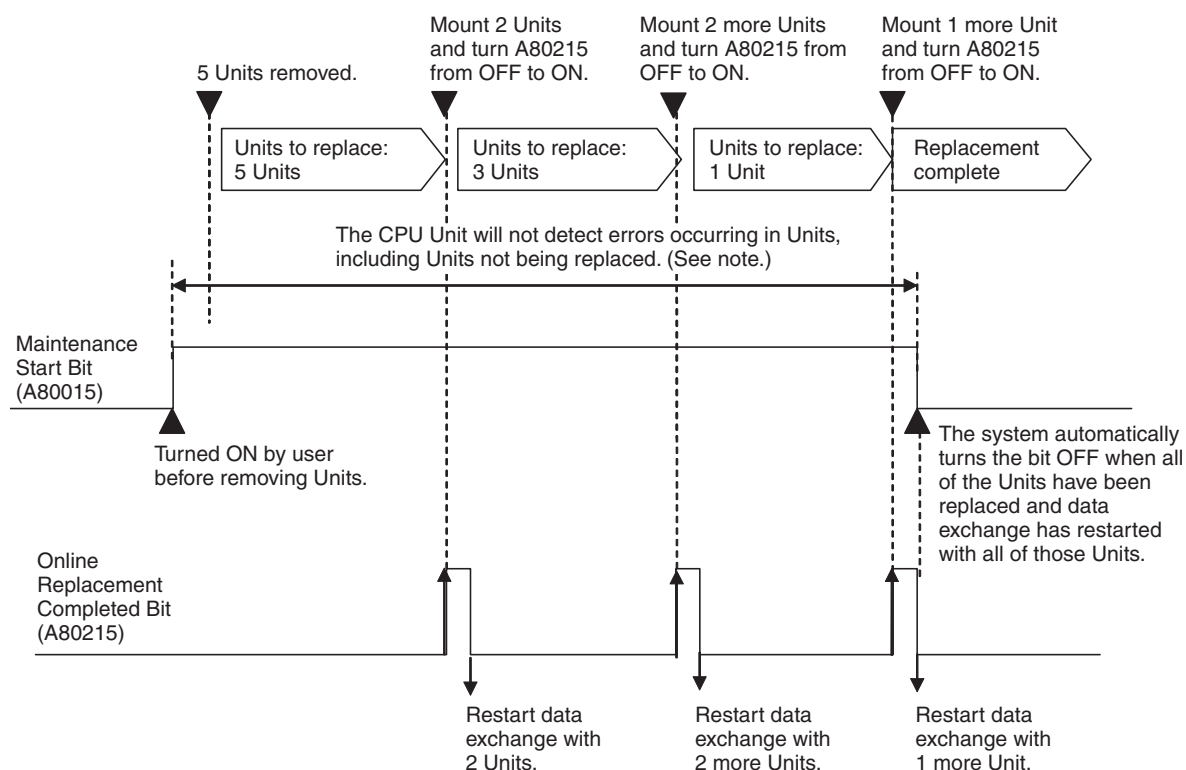 5 Units removed.
Mount 2 Units
and turn A80215
from OFF to ON.
Mount 2 more Units
and turn A80215 from
OFF to ON.
Mount 1 more Unit
and turn A80215
from OFF to ON.
Units to replace:
5 Units
Units to replace:
3 Units
Units to replace:
1 Unit
Replacement
complete
The CPU Unit will not detect errors occurring in Units,
including Units not being replaced. (See note.)
Maintenance
Start Bit
(A80015)
Turned ON by user
before removing Units.
The system automatically
turns the bit OFF when all
of the Units have been
replaced and data
exchange has restarted
with all of those Units.
Online
Replacement
Completed Bit
(A80215)
Restart data
exchange with
2 Units.
Restart data
exchange with
2 more Units.
Restart data
exchange with
1 more Unit.